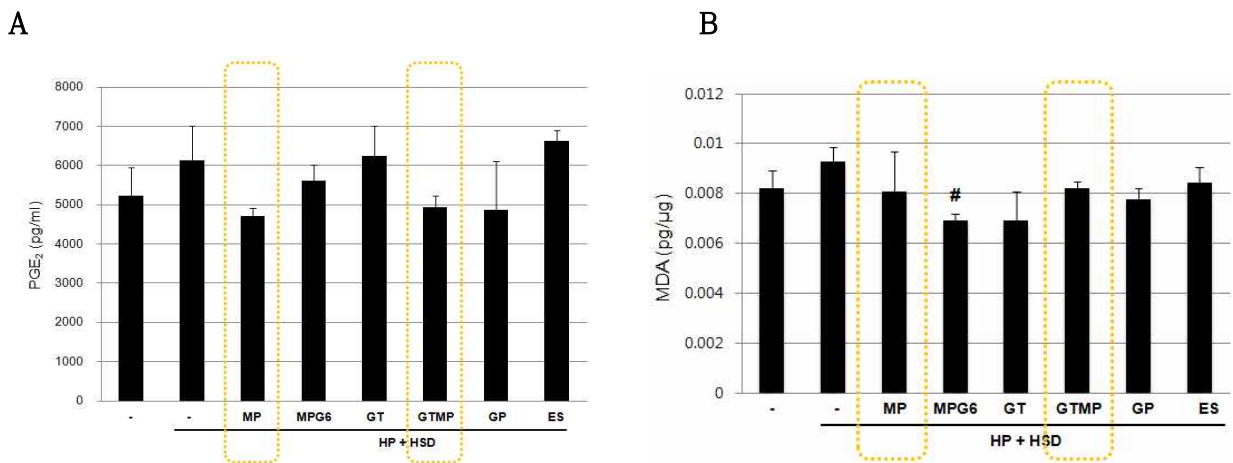 A
8000
7000
6000
5000
4000
3000
2000
1000
0
PGE2 (pg/ml)
- - MP MPG6 GT GTMP GP ES
HP + HSD
B
0.012
0.01
0.008
0.006
0.004
0.002
0
MDA (pg/µg)
#
- - MP MPG6 GT GTMP GP ES
HP + HSD